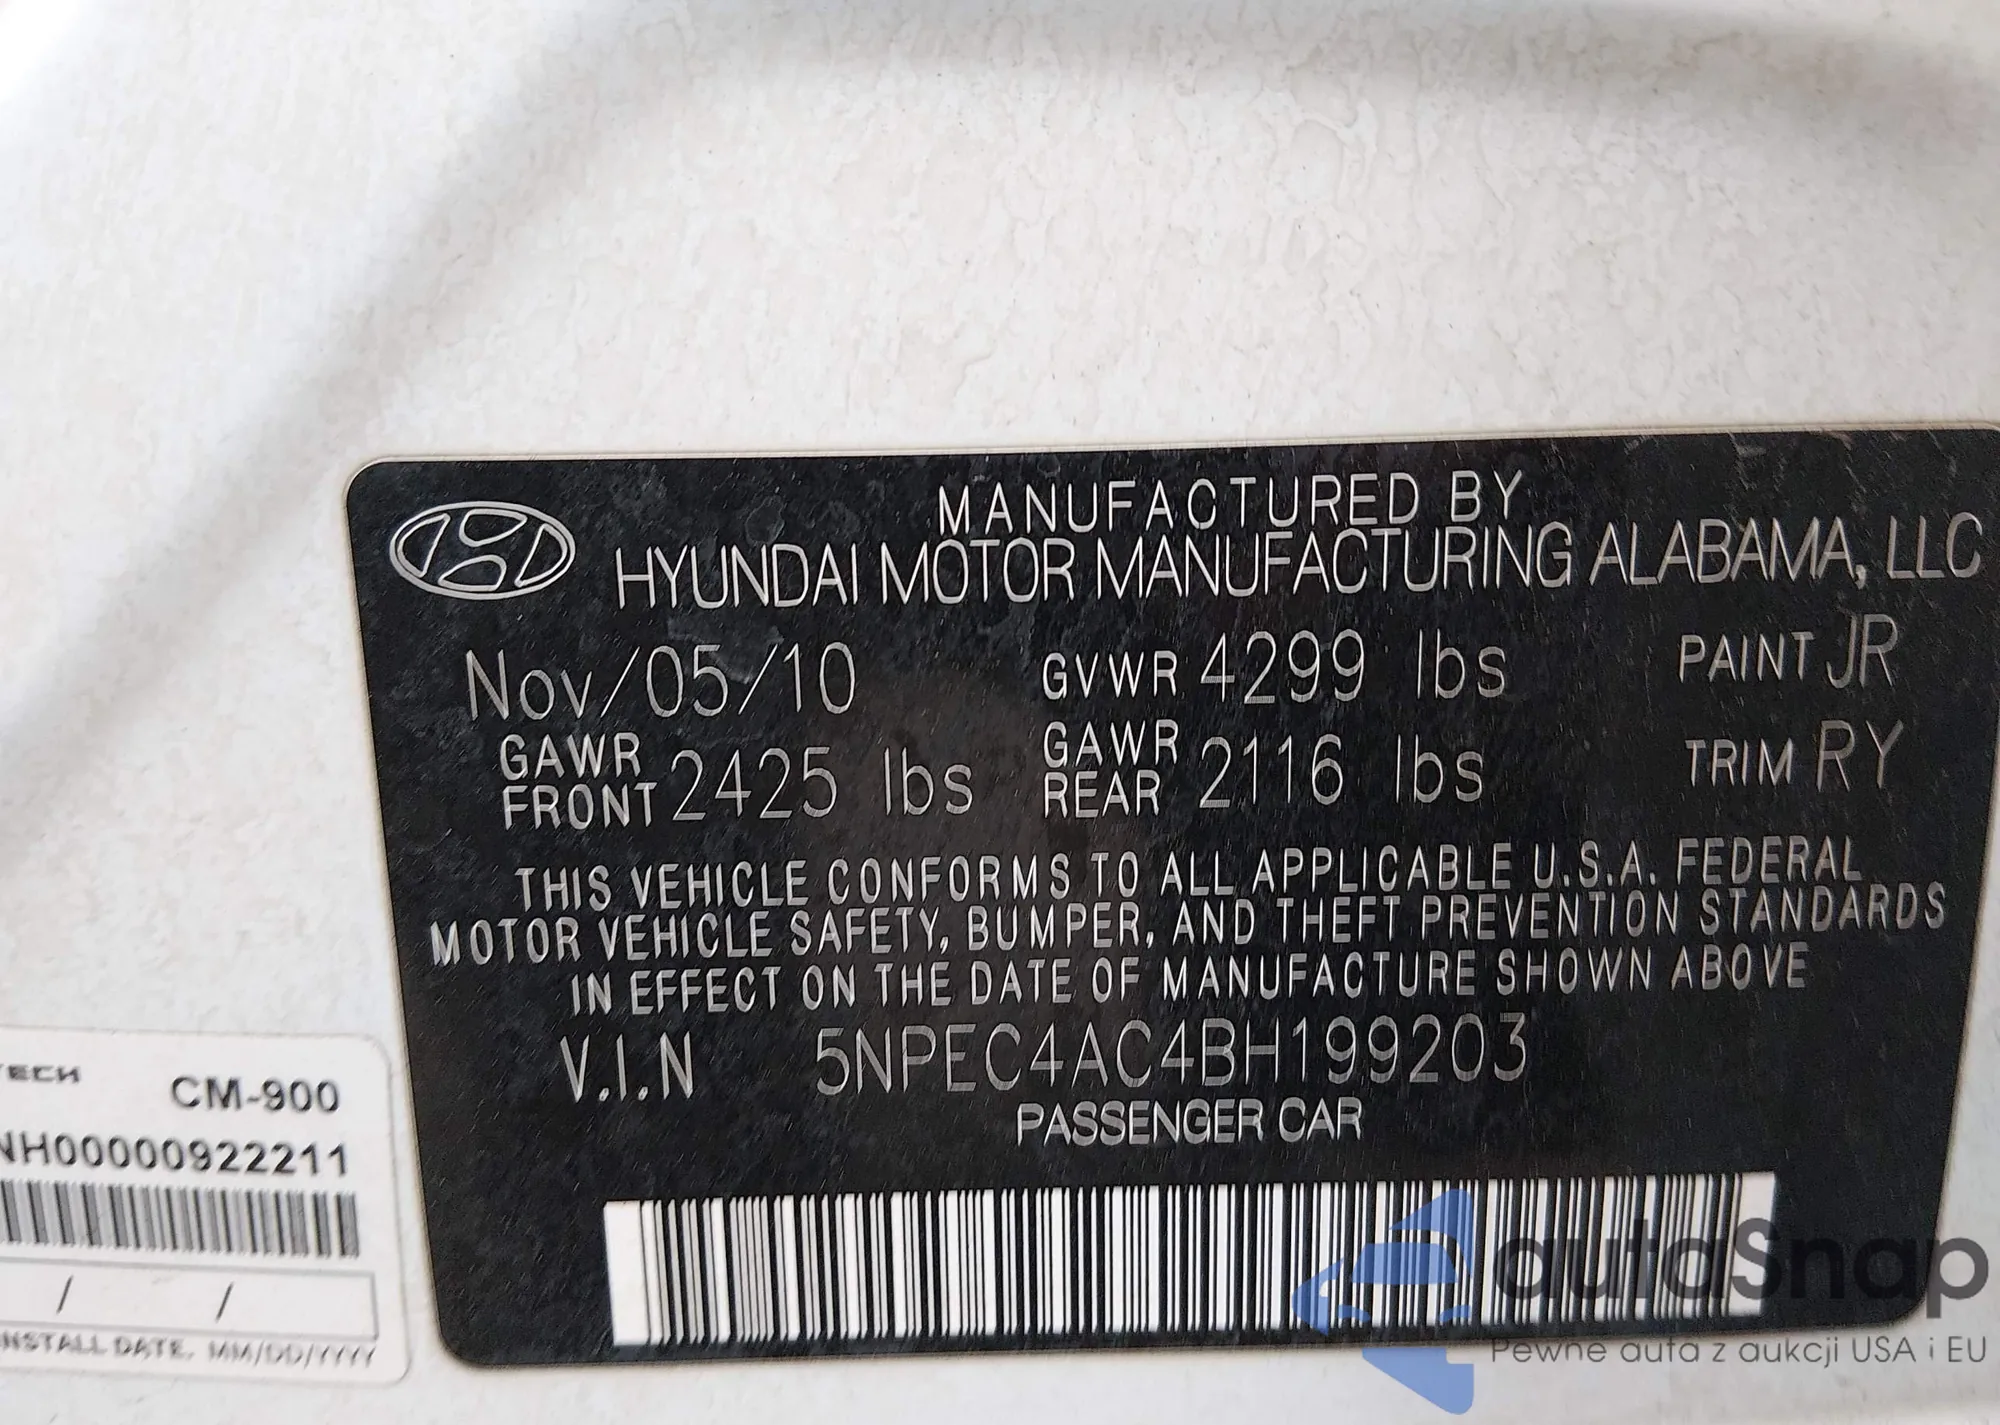 MANUFACTURED BY
HYUNDAI MOTOR MANUFACTURING ALABAMA, LLC
Nov/05/10 GVWR 4299 lbs PAINT JR
GAWR FRONT 2425 lbs GAWR REAR 2116 lbs TRIM RY
THIS VEHICLE CONFORMS TO ALL APPLICABLE U.S.A. FEDERAL
MOTOR VEHICLE SAFETY, BUMPER, AND THEFT PREVENTION STANDARDS
IN EFFECT ON THE DATE OF MANUFACTURE SHOWN ABOVE
V.I.N 5NPEC4AC4BH199203
PASSENGER CAR
TECH CM-900
NH00000922211
/ /
INSTALL DATE. MM/DD/YYYY
autaSnap
Pewne auta z aukcji USA i EU